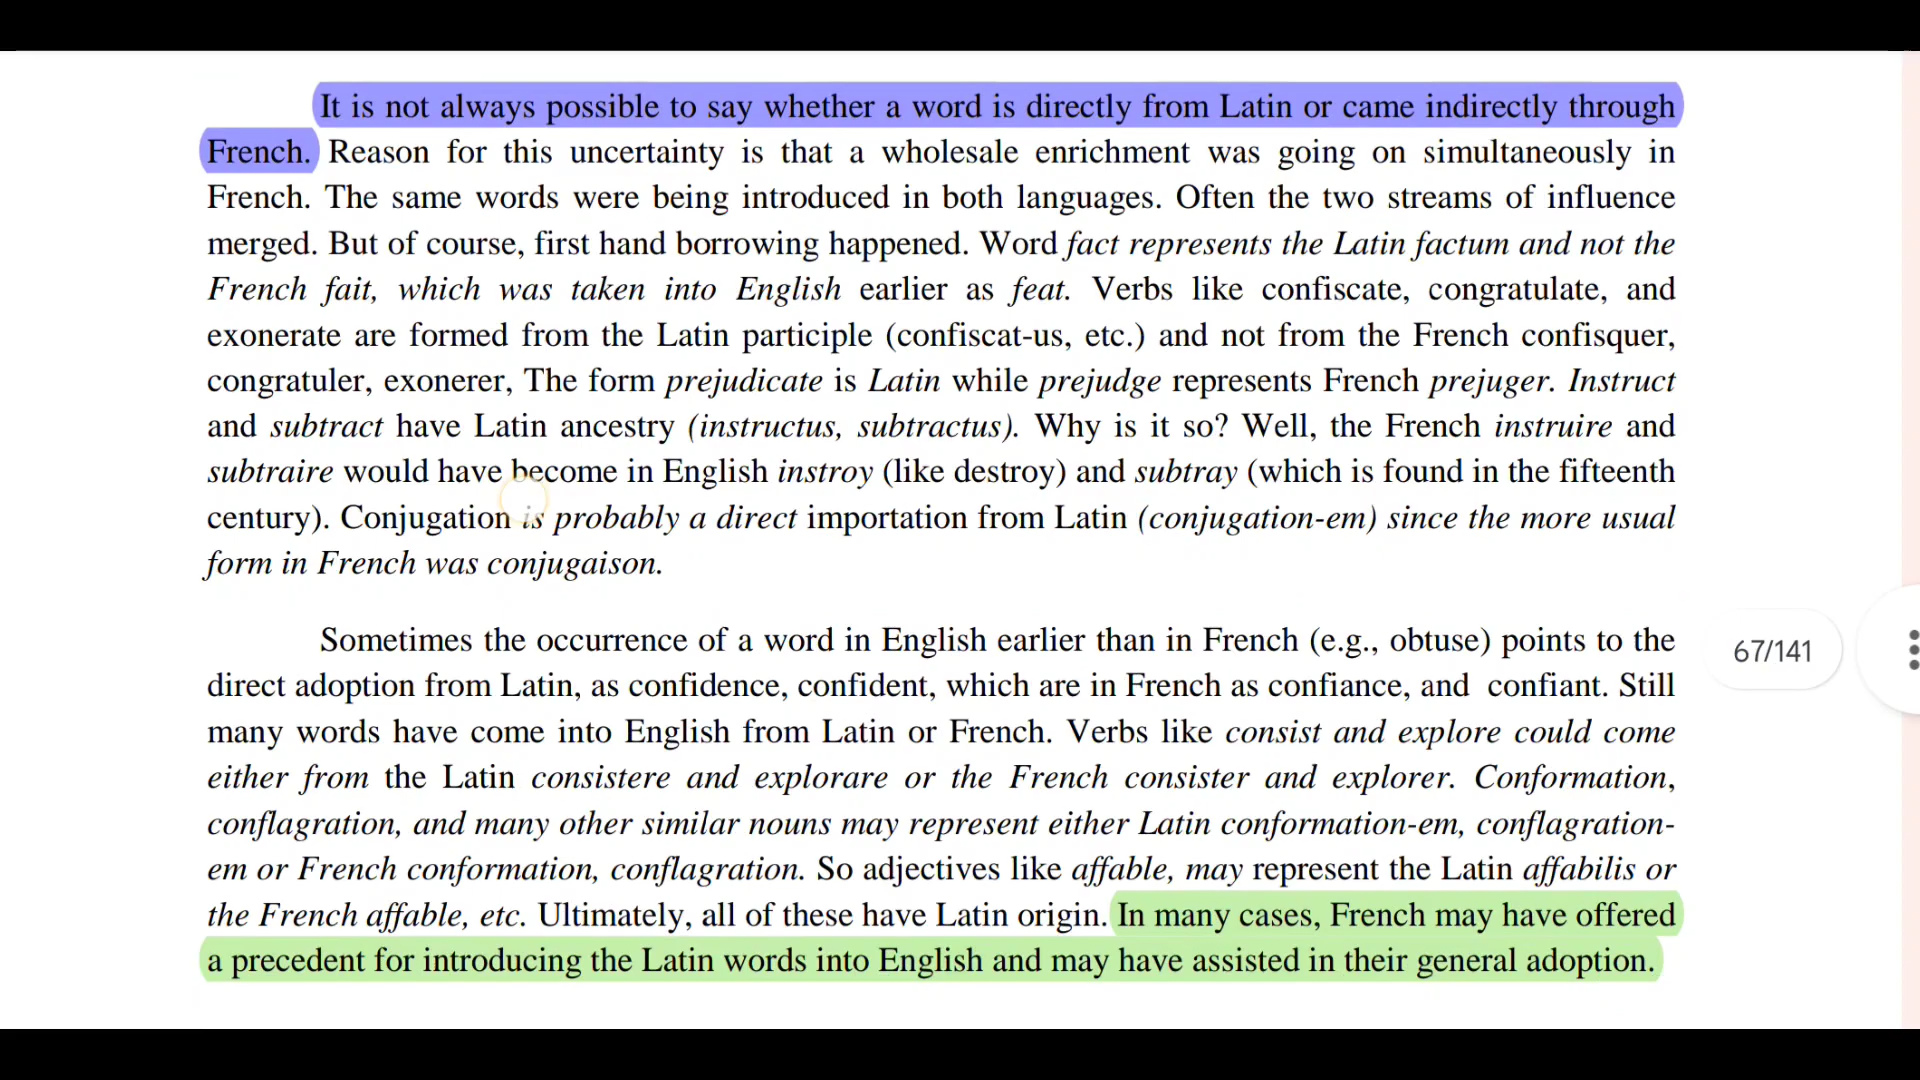 It is not always possible to say whether a word is directly from Latin or came indirectly through
French. Reason for this uncertainty is that a wholesale enrichment was going on simultaneously in
French. The same words were being introduced in both languages. Often the two streams of influence
merged. But of course, first hand borrowing happened. Word fact represents the Latin factum and not the
French fait, which was taken into English earlier as feat. Verbs like confiscate, congratulate, and
exonerate are formed from the Latin participle (confiscat-us, etc.) and not from the French confisquer,
congratuler, exonerer, The form prejudicate is Latin while prejudge represents French prejuger. Instruct
and subtract have Latin ancestry (instructus, subtractus). Why is it so? Well, the French instruire and
subtraire would have become in English instroy (like destroy) and subtray (which is found in the fifteenth
century). Conjugation is probably a direct importation from Latin (conjugation-em) since the more usual
form in French was conjugaison.
Sometimes the occurrence of a word in English earlier than in French (e.g., obtuse) points to the
direct adoption from Latin, as confidence, confident, which are in French as confiance, and confiant. Still
many words have come into English from Latin or French. Verbs like consist and explore could come
either from the Latin consistere and explorare or the French consister and explorer. Conformation,
conflagration, and many other similar nouns may represent either Latin conformation-em, conflagration-
em or French conformation, conflagration. So adjectives like affable, may represent the Latin affabilis or
the French affable, etc. Ultimately, all of these have Latin origin. In many cases, French may have offered
a precedent for introducing the Latin words into English and may have assisted in their general adoption.
67/141